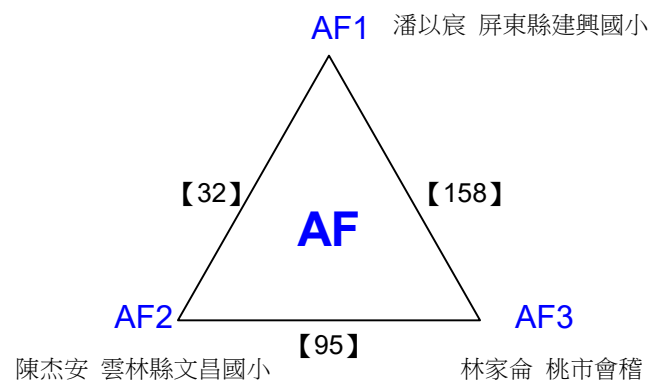 AF1 潘以宸 屏東縣建興國小
【32】 【158】
AF
AF2 AF3
【95】
陳杰安 雲林縣文昌國小 林家侖 桃市會稽